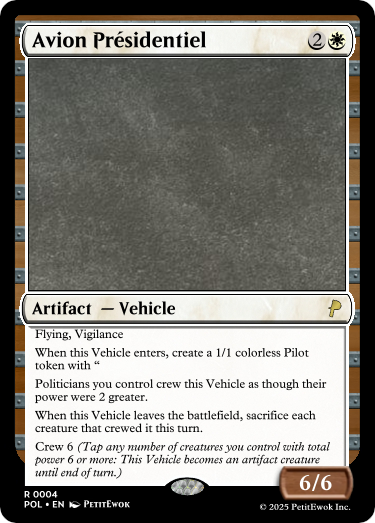 Avion Présidentiel 2
Artifact — Vehicle
Flying, Vigilance
When this Vehicle enters, create a 1/1 colorless Pilot
token with “
Politicians you control crew this Vehicle as though their
power were 2 greater.
When this Vehicle leaves the battlefield, sacrifice each
creature that crewed it this turn.
Crew 6 (Tap any number of creatures you control with total
power 6 or more: This Vehicle becomes an artifact creature
until end of turn.)
6/6
R 0004
POL • EN PETITEWOK
© 2025 PetitEwok Inc.